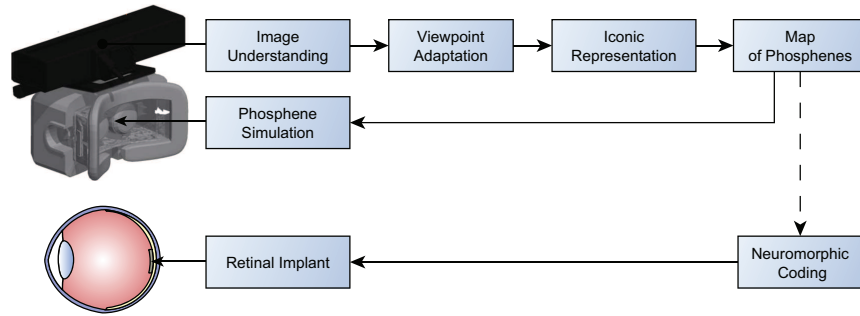 Image
Understanding
Viewpoint
Adaptation
Iconic
Representation
Map
of Phosphenes
Phosphene
Simulation
Retinal Implant
Neuromorphic
Coding